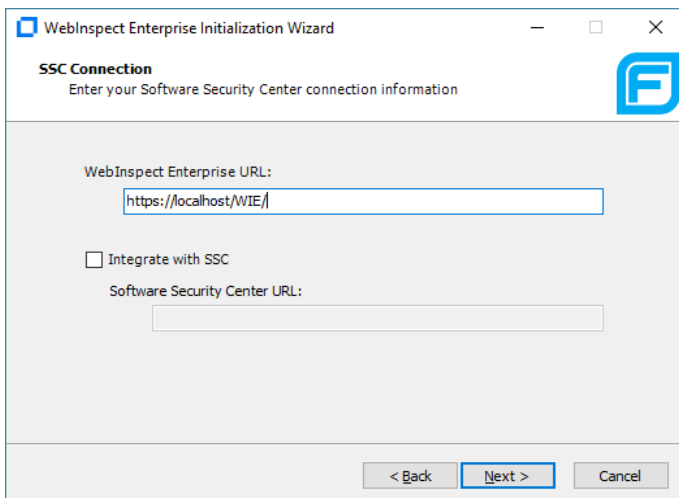 WebInspect Enterprise Initialization Wizard
SSC Connection
Enter your Software Security Center connection information
WebInspect Enterprise URL:
https://localhost/WIE/
Integrate with SSC
Software Security Center URL:
< Back
Next >
Cancel